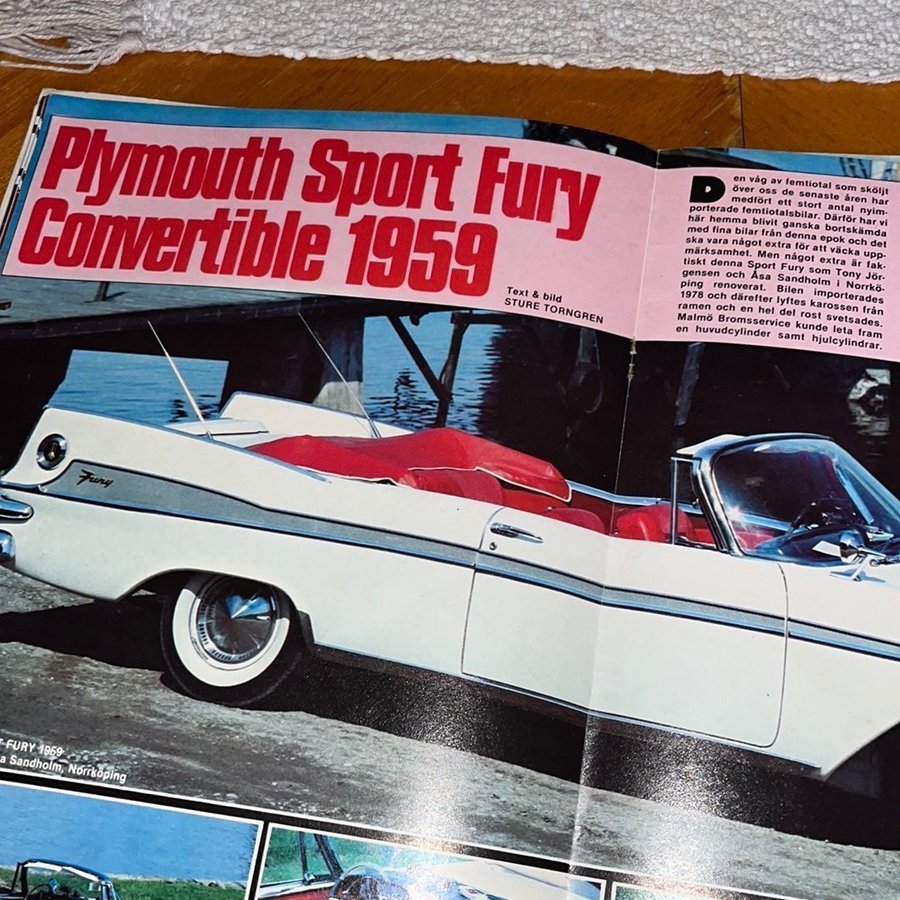 Plymouth Sport Fury
Convertible 1959
Text & bild
STURE TORNGREN
Den våg av femtiotal som sköljt
över oss de senaste åren har
medfört ett stort antal nyim-
porterade femtiotalsbilar. Därför har vi
här hemma blivit ganska bortskämda
med fina bilar från denna epok och det
ska vara något extra för att väcka upp-
märksamhet. Men något extra är fak-
tiskt denna Sport Fury som Tony Jör-
gensen och Åsa Sandholm i Norrkö-
ping renoverat. Bilen importerades
1978 och därefter lyftes karossen från
ramen och en hel del rost svetsades.
Malmö Bromsservice kunde leta fram
en huvudcylinder samt hjulcylindrar.
Fury
FURY 1959
Sandholm, Norrköping